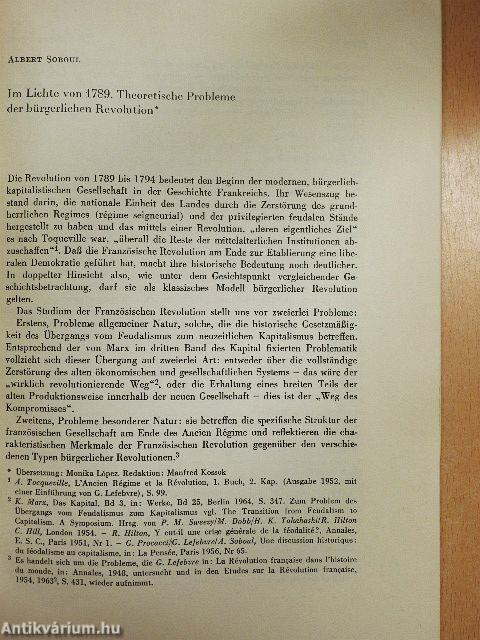 ALBERT SOBOUL
Im Lichte von 1789. Theoretische Probleme
der bürgerlichen Revolution*
Die Revolution von 1789 bis 1794 bedeutet den Beginn der modernen, bürgerlich-
kapitalistischen Gesellschaft in der Geschichte Frankreichs. Ihr Wesenszug be-
stand darin, die nationale Einheit des Landes durch die Zerstörung des grund-
herrlichen Regimes (régime seigneurial) und der privilegierten feudalen Stände
hergestellt zu haben und das mittels einer Revolution, „deren eigentliches Ziel“
es nach Toqueville war, „überall die Reste der mittelalterlichen Institutionen ab-
zuschaffen“¹. Daß die Französische Revolution am Ende zur Etablierung eine libe-
ralen Demokratie geführt hat, macht ihre historische Bedeutung noch deutlicher.
In doppelter Hinsicht also, wie unter dem Gesichtspunkt vergleichender Ge-
schichtsbetrachtung, darf sie als klassisches Modell bürgerlicher Revolution
gelten.
Das Studium der Französischen Revolution stellt uns vor zweierlei Probleme:
Erstens, Probleme allgemeiner Natur, solche, die die historische Gesetzmäßig-
keit des Übergangs vom Feudalismus zum neuzeitlichen Kapitalismus betreffen.
Entsprechend der von Marx im dritten Band des Kapital fixierten Problematik
vollzieht sich dieser Übergang auf zweierlei Art: entweder über die vollständige
Zerstörung des alten ökonomischen und gesellschaftlichen Systems – das wäre der
„wirklich revolutionierende Weg“², oder die Erhaltung eines breiten Teils der
alten Produktionsweise innerhalb der neuen Gesellschaft – dies ist der „Weg des
Kompromisses“.
Zweitens, Probleme besonderer Natur: sie betreffen die spezifische Struktur der
französischen Gesellschaft am Ende des Ancien Régime und reflektieren die cha-
rakteristischen Merkmale der Französischen Revolution gegenüber den verschie-
denen Typen bürgerlicher Revolutionen.³
* Übersetzung: Monika López. Redaktion: Manfred Kossok
¹ A. Tocqueville, L'Ancien Régime et la Révolution, 1. Buch, 2. Kap. (Ausgabe 1952, mit
einer Einführung von G. Lefebvre), S. 99.
² K. Marx, Das Kapital, Bd 3, in: Werke, Bd 25, Berlin 1964, S. 347. Zum Problem des
Übergangs vom Feudalismus zum Kapitalismus vgl. The Transition from Feudalism to
Capitalism. A Symposium. Hrsg. von P. M. Sweezy/M. Dobb/H. K. Takahashi/R. Hilton
C. Hill, London 1954. – R. Hilton, Y eut-il une crise générale de la féodalité?, Annales,
E. S. C., Paris 1951, Nr 1. – G. Procacci/G. Lefebvre/A. Soboul, Une discussion historique:
du féodalisme au capitalisme, in: La Pensée, Paris 1956, Nr 65.
³ Es handelt sich um die Probleme, die G. Lefebvre in: La Révolution française dans l'histoire
du monde, in: Annales, 1948, untersucht und in den Etudes sur la Révolution française,
1954, 1963², S. 431, wieder aufnimmt.
Antikvárium.hu